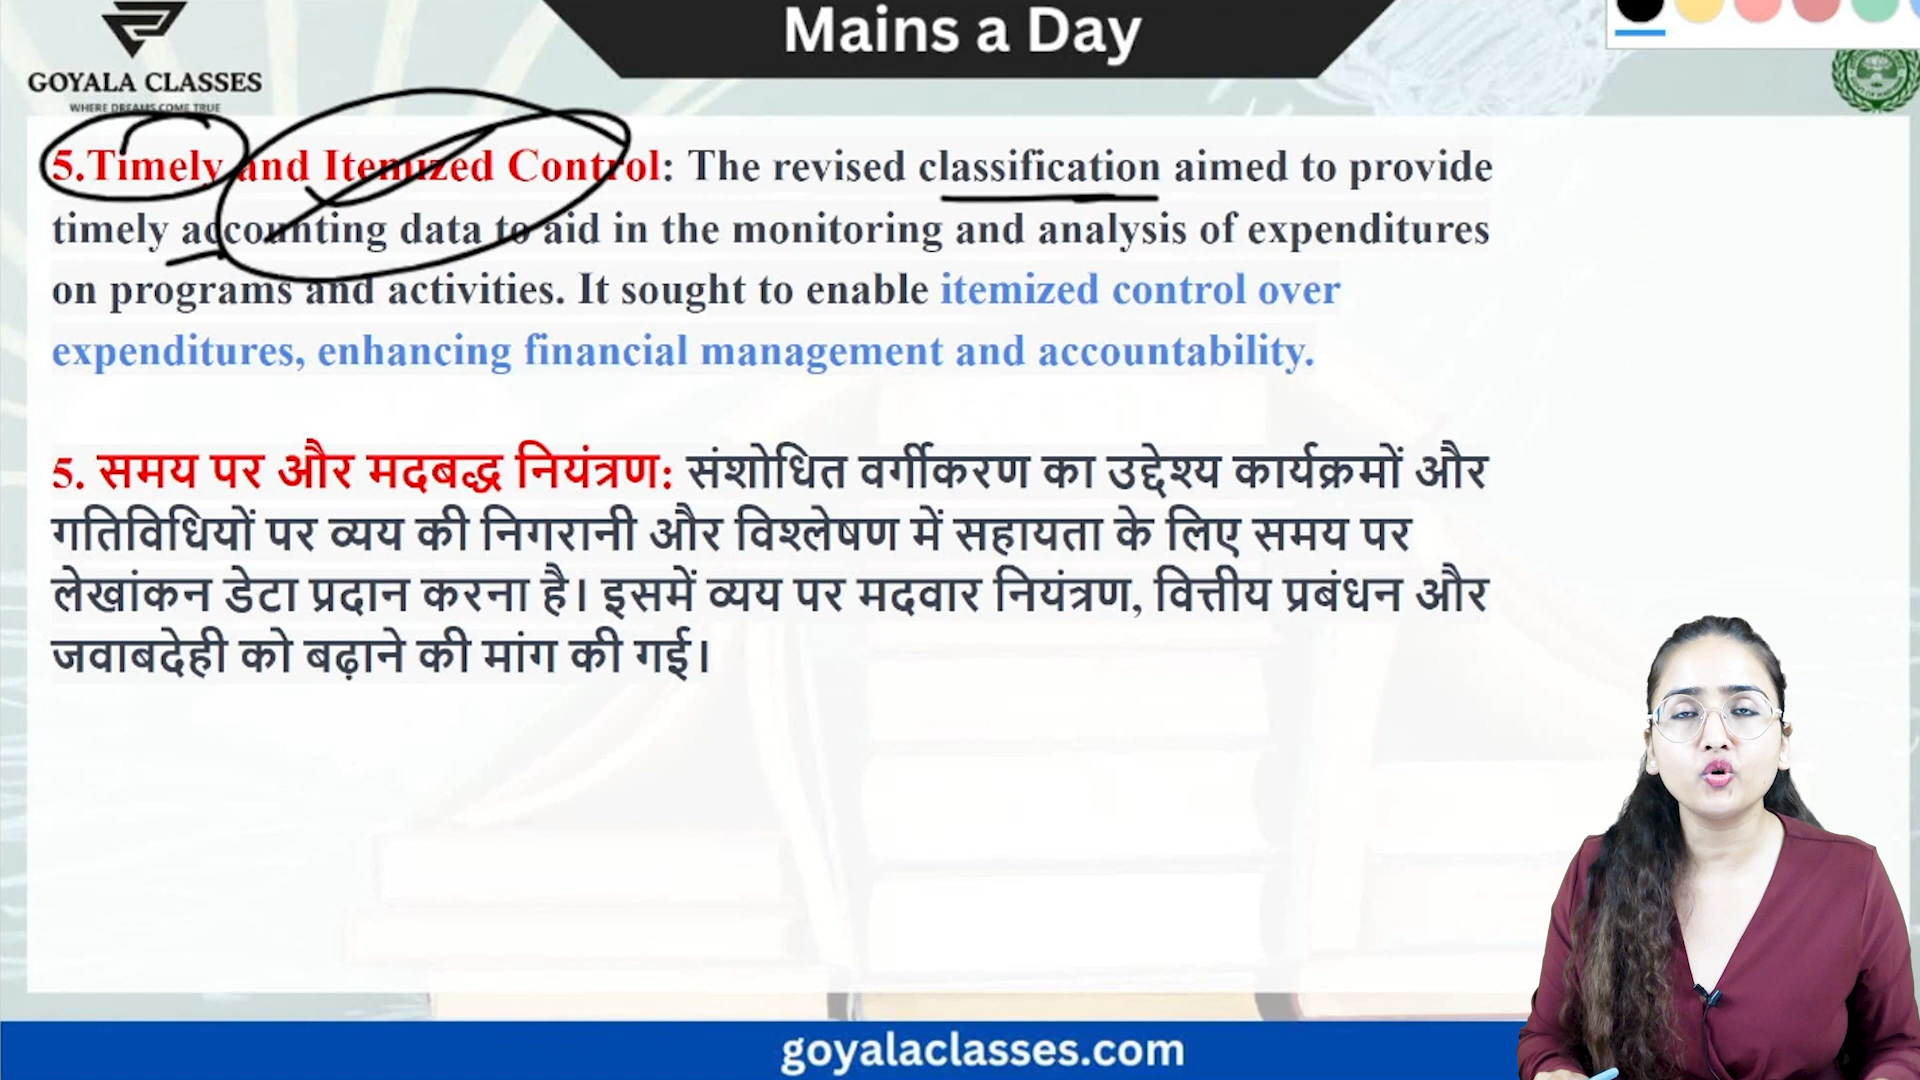 Mains a Day
GOYALA CLASSES
WHERE DREAMS COME TRUE
5.Timely and Itemized Control: The revised classification aimed to provide
timely accounting data to aid in the monitoring and analysis of expenditures
on programs and activities. It sought to enable itemized control over
expenditures, enhancing financial management and accountability.
5. समय पर और मदबद्ध नियंत्रण: संशोधित वर्गीकरण का उद्देश्य कार्यक्रमों और
गतिविधियों पर व्यय की निगरानी और विश्लेषण में सहायता के लिए समय पर
लेखांकन डेटा प्रदान करना है। इसमें व्यय पर मदवार नियंत्रण, वित्तीय प्रबंधन और
जवाबदेही को बढ़ाने की मांग की गई।
goyalaclasses.com